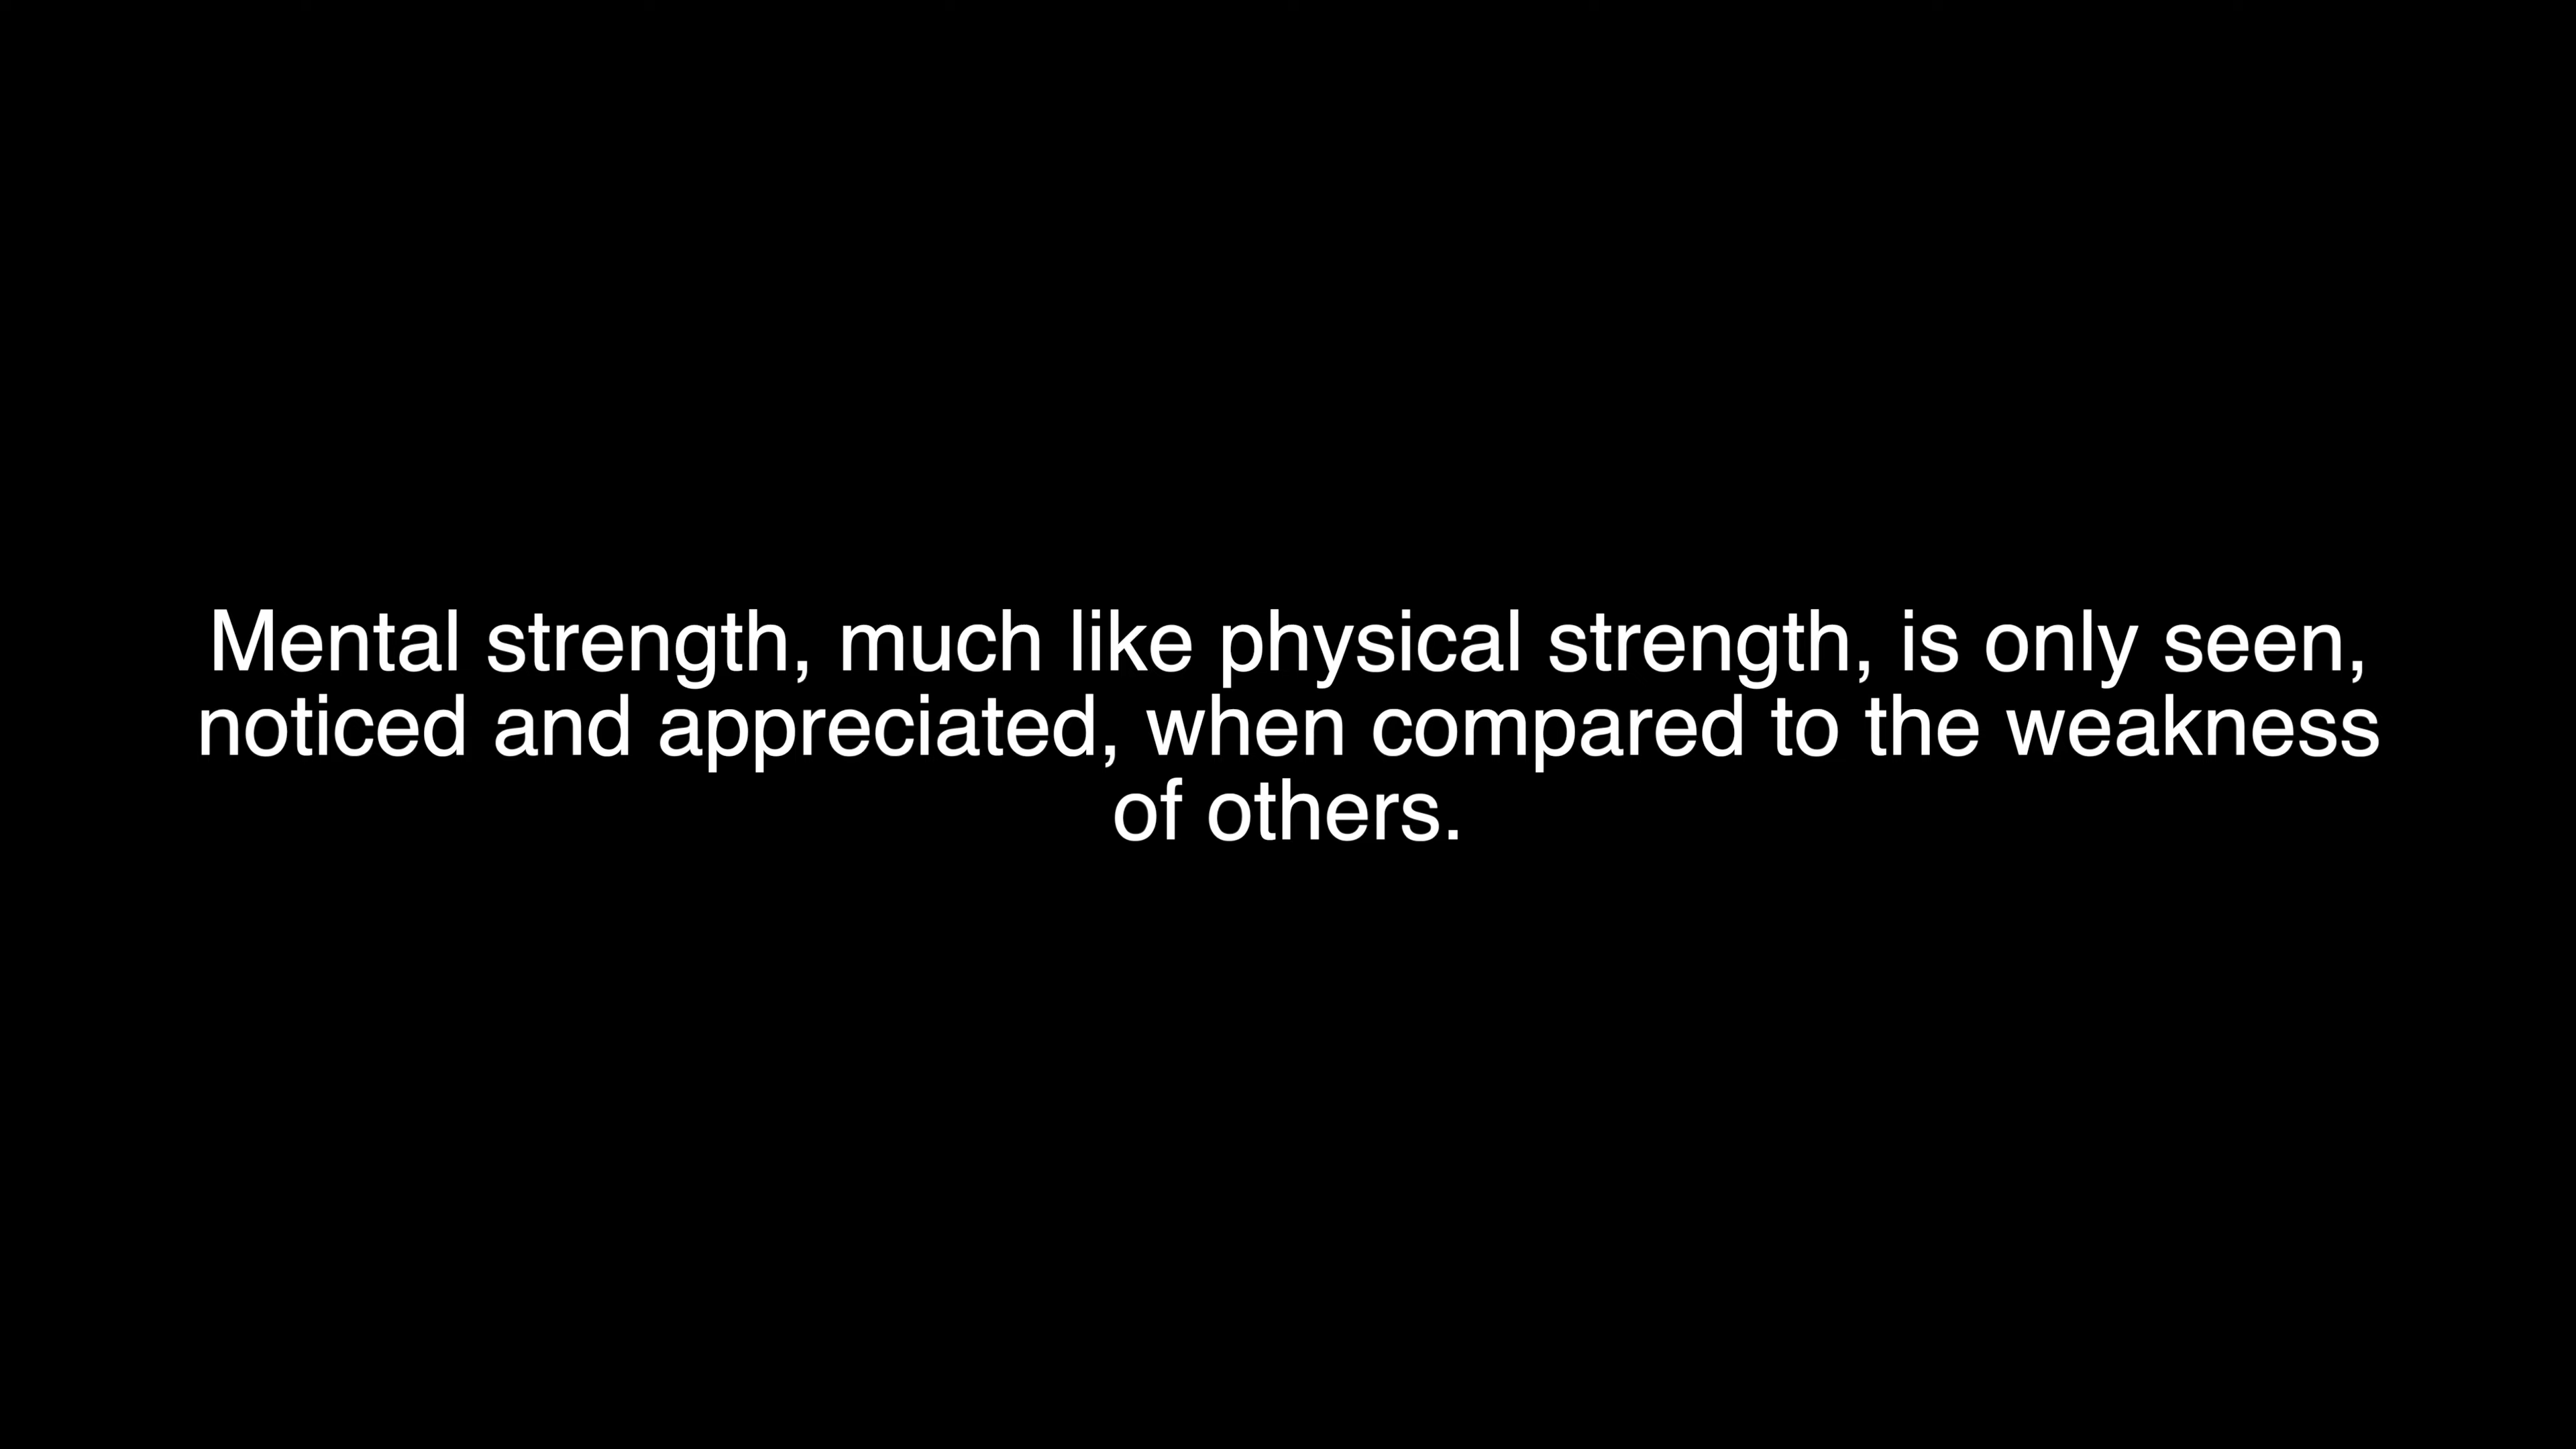 Mental strength, much like physical strength, is only seen,
noticed and appreciated, when compared to the weakness
of others.